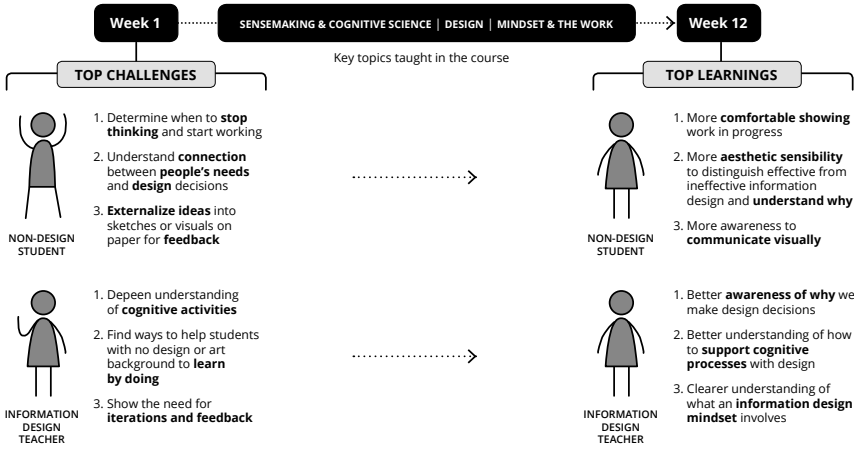 Week 1
SENSEMAKING & COGNITIVE SCIENCE | DESIGN | MINDSET & THE WORK
Week 12
Key topics taught in the course
TOP CHALLENGES
TOP LEARNINGS
1. Determine when to stop
thinking and start working
2. Understand connection
between people's needs
and design decisions
3. Externalize ideas into
sketches or visuals on
paper for feedback
NON-DESIGN
STUDENT
1. More comfortable showing
work in progress
2. More aesthetic sensibility
to distinguish effective from
ineffective information
design and understand why
3. More awareness to
communicate visually
NON-DESIGN
STUDENT
1. Depeen understanding
of cognitive activities
2. Find ways to help students
with no design or art
background to learn
by doing
3. Show the need for
iterations and feedback
INFORMATION
DESIGN
TEACHER
1. Better awareness of why we
make design decisions
2. Better understanding of how
to support cognitive
processes with design
3. Clearer understanding of
what an information design
mindset involves
INFORMATION
DESIGN
TEACHER